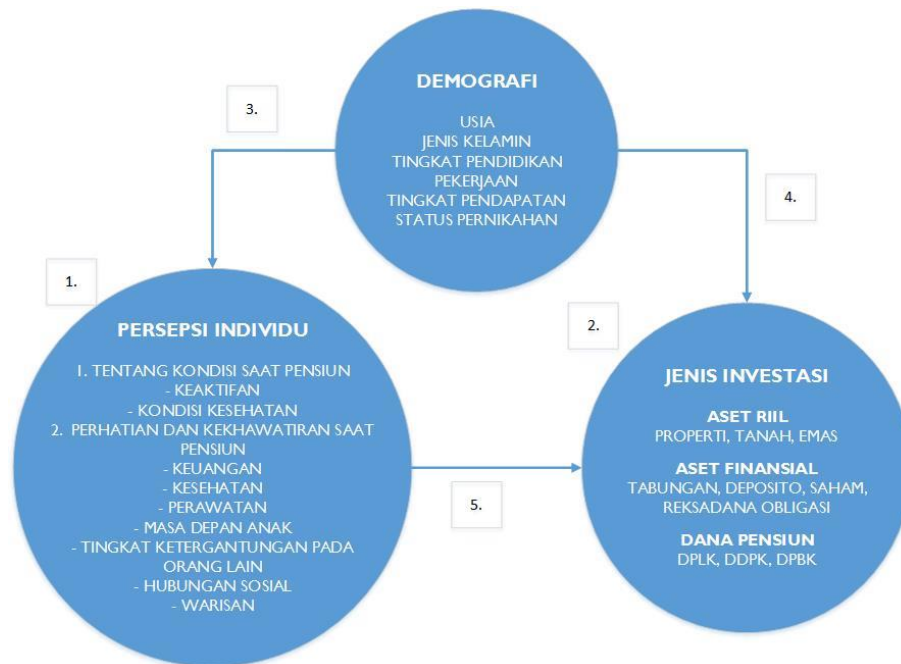 DEMOGRAFI
USIA
JENIS KELAMIN
TINGKAT PENDIDIKAN
PEKERJAAN
TINGKAT PENDAPATAN
STATUS PERNIKAHAN
3.
4.
1.
PERSEPSI INDIVIDU
1. TENTANG KONDISI SAAT PENSIUN
- KEAKTIFAN
- KONDISI KESEHATAN
2. PERHATIAN DAN KEKHAWATIRAN SAAT
PENSIUN
- KEUANGAN
- KESEHATAN
- PERAWATAN
- MASA DEPAN ANAK
- TINGKAT KETERGANTUNGAN PADA
ORANG LAIN
- HUBUNGAN SOSIAL
- WARISAN
5.
2.
JENIS INVESTASI
ASET RIIL
PROPERTI, TANAH, EMAS
ASET FINANSIAL
TABUNGAN, DEPOSITO, SAHAM,
REKSADANA OBLIGASI
DANA PENSIUN
DPLK, DDPK, DPBK